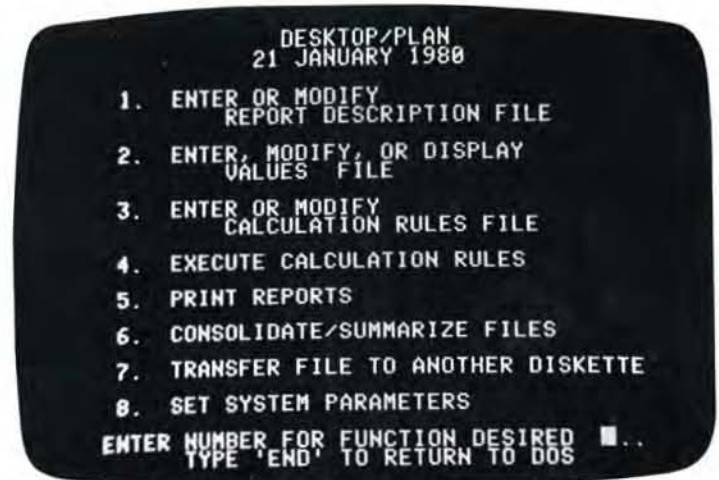 DESKTOP/PLAN
21 JANUARY 1980
1. ENTER OR MODIFY
REPORT DESCRIPTION FILE
2. ENTER, MODIFY, OR DISPLAY
VALUES FILE
3. ENTER OR MODIFY
CALCULATION RULES FILE
4. EXECUTE CALCULATION RULES
5. PRINT REPORTS
6. CONSOLIDATE/SUMMARIZE FILES
7. TRANSFER FILE TO ANOTHER DISKETTE
8. SET SYSTEM PARAMETERS
ENTER NUMBER FOR FUNCTION DESIRED ■..
TYPE 'END' TO RETURN TO DOS